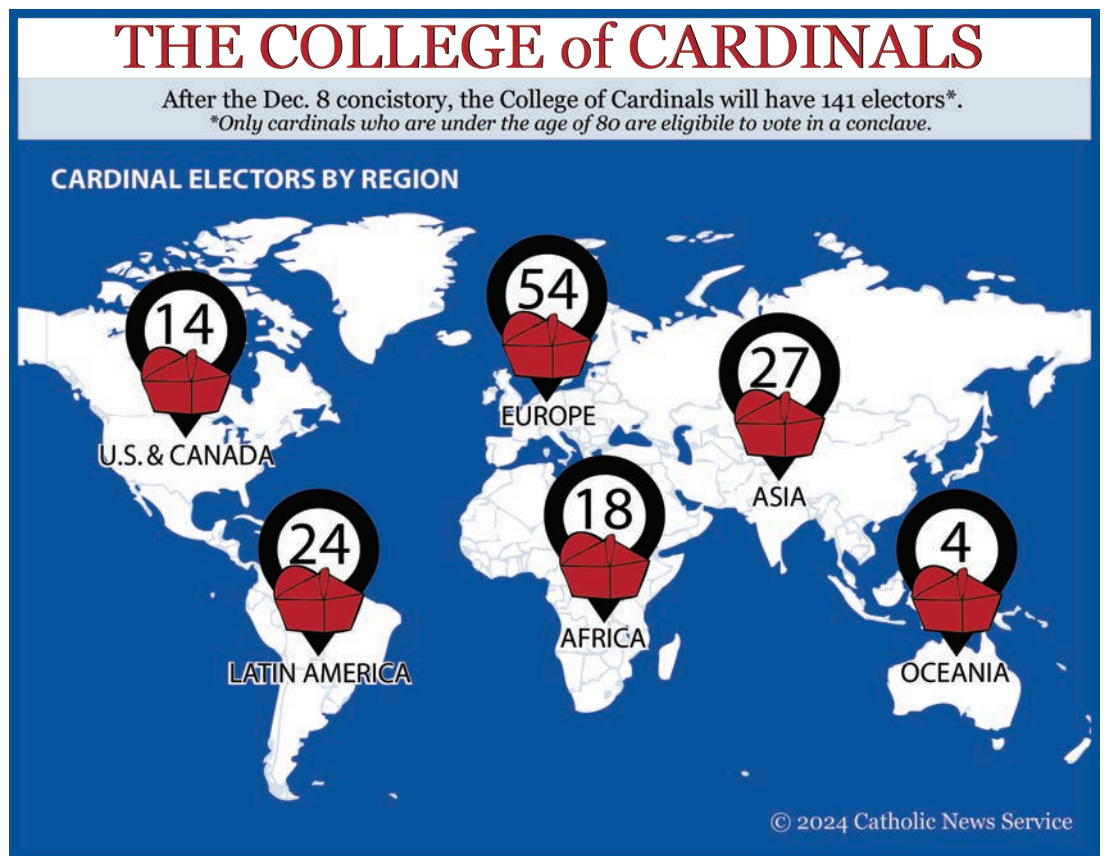 THE COLLEGE of CARDINALS
After the Dec. 8 concistory, the College of Cardinals will have 141 electors*.
*Only cardinals who are under the age of 80 are eligibile to vote in a conclave.
CARDINAL ELECTORS BY REGION
14
U.S. & CANADA
54
EUROPE
27
ASIA
24
LATIN AMERICA
18
AFRICA
4
OCEANIA
© 2024 Catholic News Service